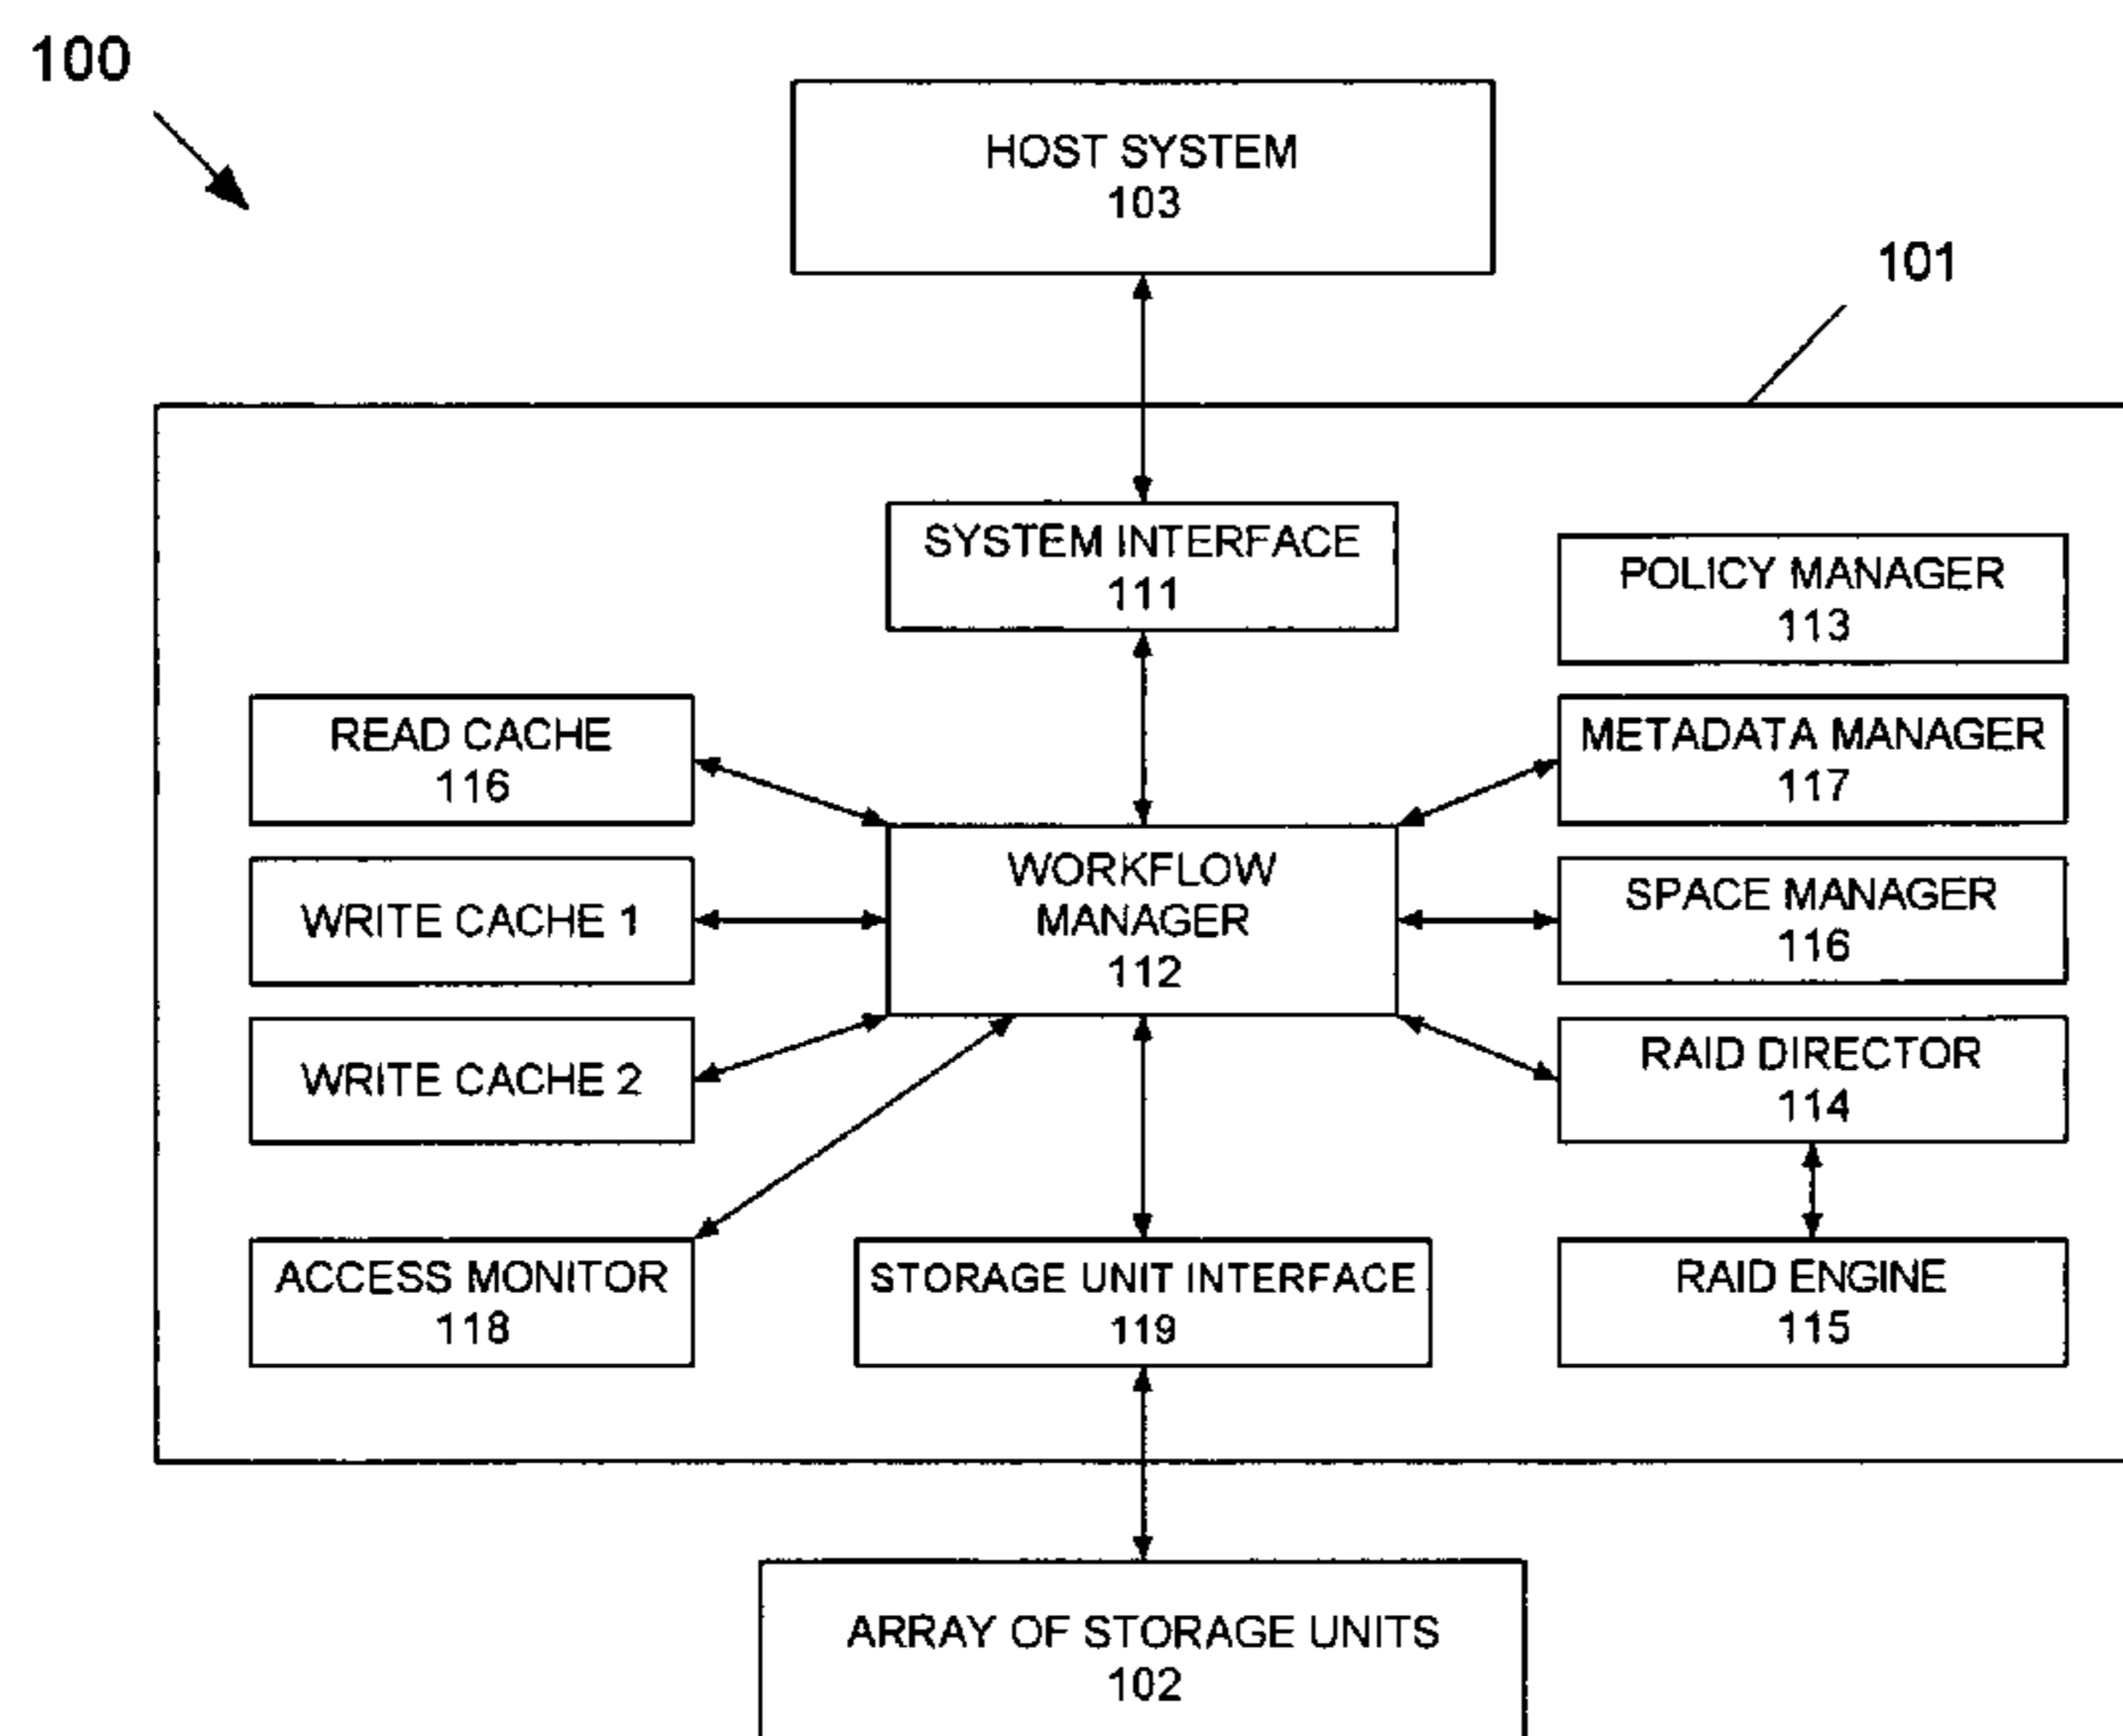 100
HOST SYSTEM
103
101
SYSTEM INTERFACE
111
POLICY MANAGER
113
READ CACHE
116
METADATA MANAGER
117
WORKFLOW
MANAGER
112
WRITE CACHE 1
SPACE MANAGER
116
WRITE CACHE 2
RAID DIRECTOR
114
ACCESS MONITOR
118
STORAGE UNIT INTERFACE
119
RAID ENGINE
115
ARRAY OF STORAGE UNITS
102